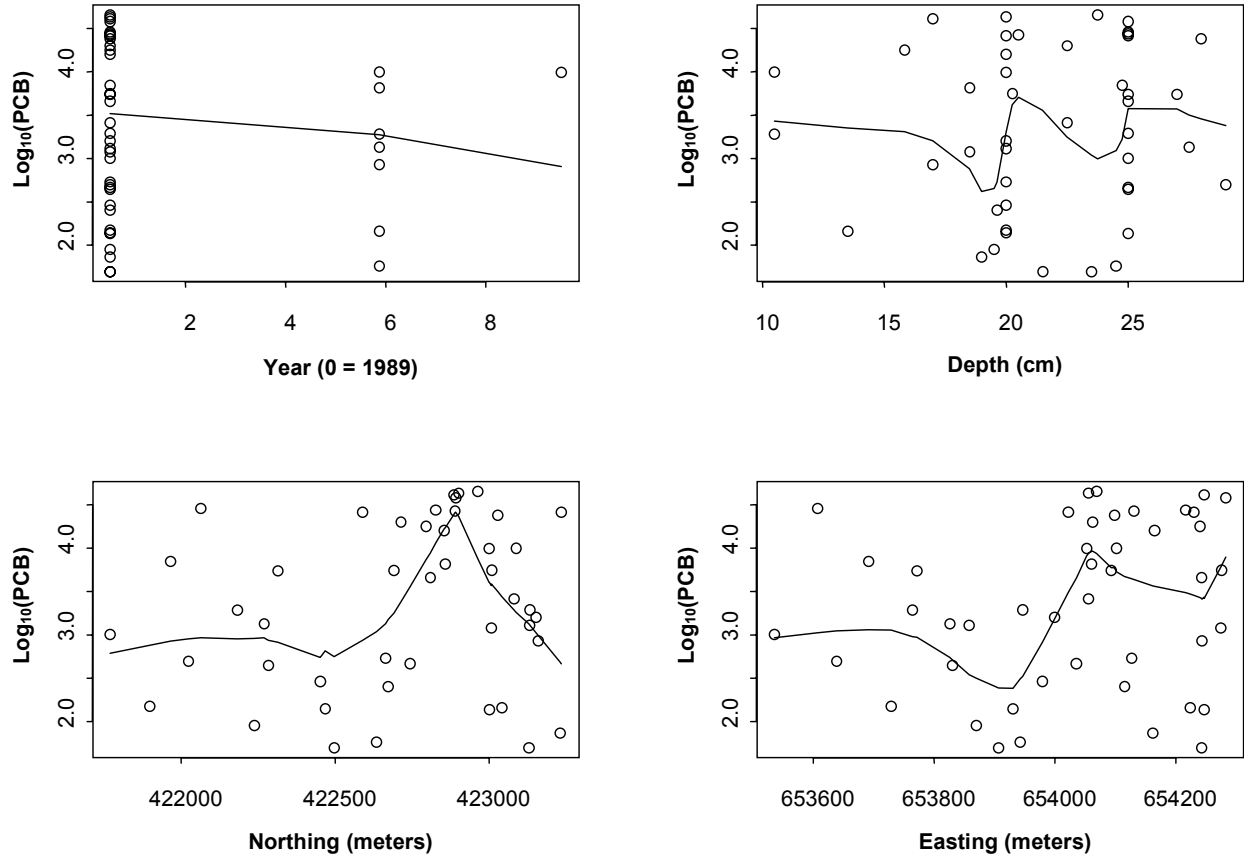 Log₁₀(PCB)
4.0
3.0
2.0
2 4 6 8
Year (0 = 1989)
Log₁₀(PCB)
4.0
3.0
2.0
10 15 20 25
Depth (cm)
Log₁₀(PCB)
4.0
3.0
2.0
422000 422500 423000
Northing (meters)
Log₁₀(PCB)
4.0
3.0
2.0
653600 653800 654000 654200
Easting (meters)